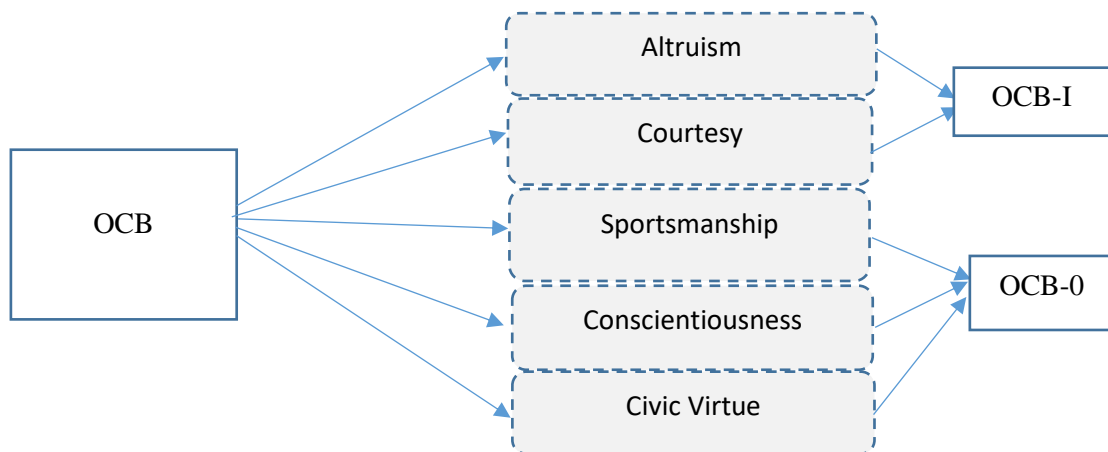 OCB
Altruism
Courtesy
Sportsmanship
Conscientiousness
Civic Virtue
OCB-I
OCB-0